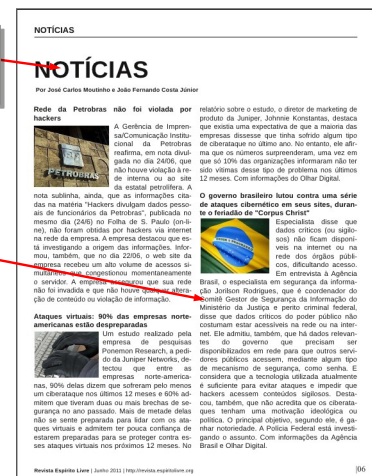 NOTÍCIAS
NOTÍCIAS
Por José Carlos Moutinho e João Fernando Costa Júnior
Rede da Petrobras não foi violada por
hackers
PETROBRAS
A Gerência de Impren-
sa/Comunicação Institu-
cional da Petrobras
reafirma, em nota divul-
gada no dia 24/06, que
não houve violação à re-
de interna ou ao site
da estatal petrolífera. A
nota sublinha, ainda, que as informações cita-
das na matéria "Hackers divulgam dados pesso-
ais de funcionários da Petrobras", publicada no
mesmo dia (24/6) no Folha de S. Paulo (on-li-
ne), não foram obtidas por hackers via internet
na rede da empresa. A empresa destacou que es-
tá investigando a origem das informações. Infor-
mou, também, que no dia 22/06, o web site da
empresa recebeu um alto volume de acessos si-
multâneos que congestionou momentaneamente
o servidor. A empresa assegurou que sua rede
não foi invadida e que não houve qualquer altera-
ção de conteúdo ou violação de informação.
Ataques virtuais: 90% das empresas norte-
americanas estão despreparadas
Um estudo realizado pela
empresa de pesquisas
Ponemon Research, a pedi-
do da Juniper Networks, de-
tectou que entre as
empresas norte-america-
nas, 90% delas dizem que sofreram pelo menos
um ciberataque nos últimos 12 meses e 60% ad-
mitem que tiveram duas ou mais brechas de se-
gurança no ano passado. Mais de metade delas
não se sente preparada para lidar com os ata-
ques virtuais e admitem ter pouca confiança de
estarem preparadas para se proteger contra es-
ses ataques virtuais nos próximos 12 meses. No
relatório sobre o estudo, o diretor de marketing de
produto da Juniper, Johnnie Konstantas, destaca
que existia uma expectativa de que a maioria das
empresas dissesse que tinha sofrido algum tipo
de ciberataque no último ano. No entanto, ele afir-
ma que os números surpreenderam, uma vez em
que só 10% das organizações informaram não ter
sido vítimas desse tipo de problema nos últimos
12 meses. Com informações do Olhar Digital.
O governo brasileiro lutou contra uma série
de ataques cibernético em seus sites, duran-
te o feriadão de "Corpus Christ"
Especialista disse que
dados críticos (ou sigilo-
sos) não ficam disponí-
veis na internet ou na
rede dos órgãos públi-
cos, dificultando acesso.
Em entrevista à Agência
Brasil, o especialista em segurança da informa-
ção Jorilson Rodrigues, que é coordenador do
Comitê Gestor de Segurança da Informação do
Ministério da Justiça e perito criminal federal,
disse que dados críticos do poder público não
costumam estar acessíveis na rede ou na inter-
net. Ele admitiu, também, que há dados relevan-
tes do governo que precisam ser
disponibilizados em rede para que outros servi-
dores públicos acessem, mediante algum tipo
de mecanismo de segurança, como senha. E
considera que a tecnologia utilizada atualmente
é suficiente para evitar ataques e impedir que
hackers acessem conteúdos sigilosos. Desta-
cou, também, que não acredita que os ciberata-
ques tenham uma motivação ideológica ou
política. O principal objetivo, segundo ele, é ga-
nhar notoriedade. A Polícia Federal está investi-
gando o assunto. Com informações da Agência
Brasil e Olhar Digital.
Revista Espírito Livre | Junho 2011 | http://revista.espiritolivre.org
|06